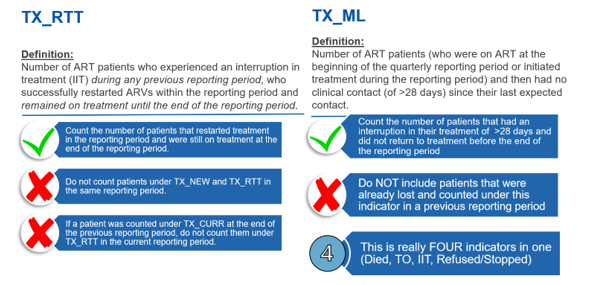 TX_RTT
Definition:
Number of ART patients who experienced an interruption in
treatment (IIT) during any previous reporting period, who
successfully restarted ARVs within the reporting period and
remained on treatment until the end of the reporting period.
Count the number of patients that restarted treatment
in the reporting period and were still on treatment at the
end of the reporting period.
Do not count patients under TX_NEW and TX_RTT in
the same reporting period.
If a patient was counted under TX_CURR at the end of
the previous reporting period, do not count them under
TX_RTT in the current reporting period.
TX_ML
Definition:
Number of ART patients (who were on ART at the
beginning of the quarterly reporting period or initiated
treatment during the reporting period) and then had no
clinical contact (of >28 days) since their last expected
contact.
Count the number of patients that had an
interruption in their treatment of >28 days and
did not return to treatment before the end of
the reporting period
Do NOT include patients that were
already lost and counted under this
indicator in a previous reporting period
4
This is really FOUR indicators in one
(Died, TO, IIT, Refused/Stopped)